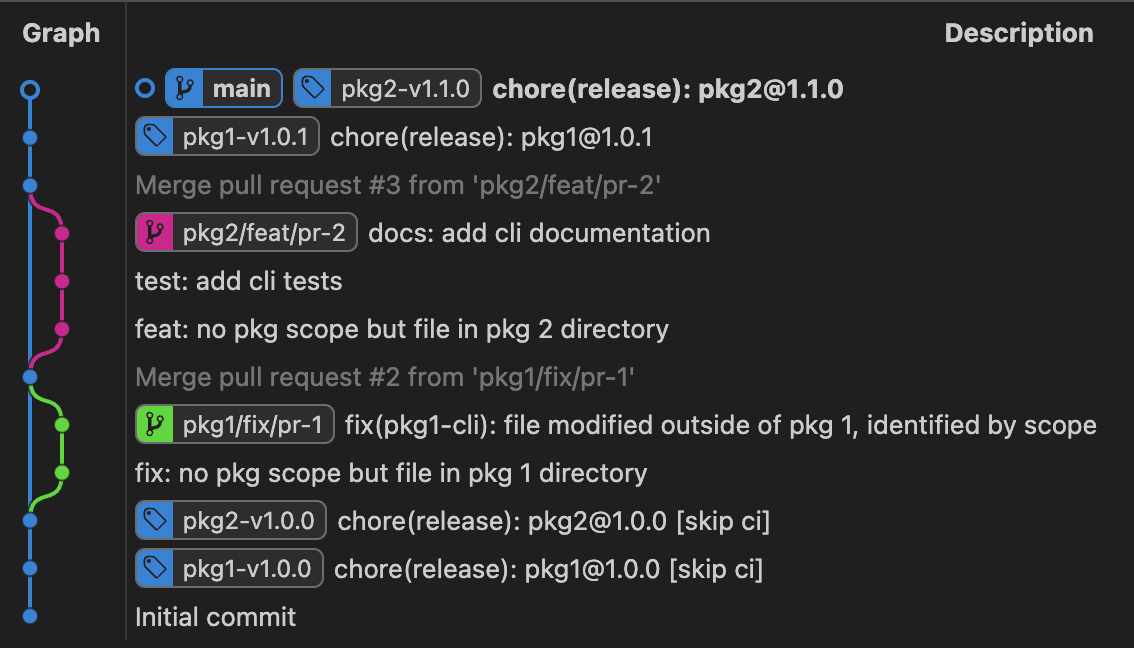 Graph Description
main pkg2-v1.1.0 chore(release): pkg2@1.1.0
pkg1-v1.0.1 chore(release): pkg1@1.0.1
Merge pull request #3 from 'pkg2/feat/pr-2'
pkg2/feat/pr-2 docs: add cli documentation
test: add cli tests
feat: no pkg scope but file in pkg 2 directory
Merge pull request #2 from 'pkg1/fix/pr-1'
pkg1/fix/pr-1 fix(pkg1-cli): file modified outside of pkg 1, identified by scope
fix: no pkg scope but file in pkg 1 directory
pkg2-v1.0.0 chore(release): pkg2@1.0.0 [skip ci]
pkg1-v1.0.0 chore(release): pkg1@1.0.0 [skip ci]
Initial commit